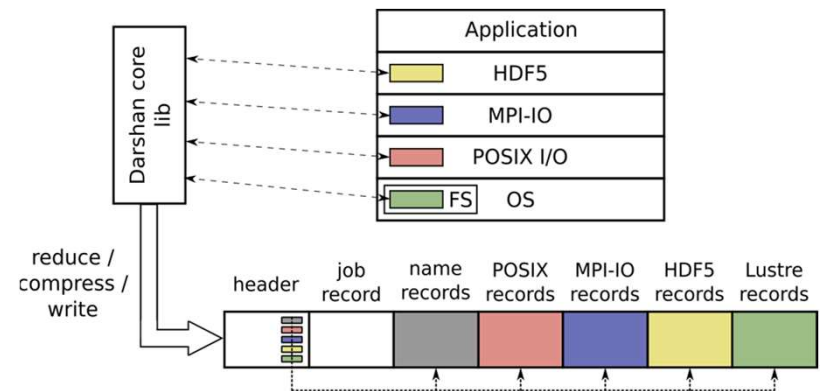 Application
Darshan core
lib
HDF5
MPI-IO
POSIX I/O
FS OS
reduce /
compress /
write
header
job
record
name
records
POSIX
records
MPI-IO
records
HDF5
records
Lustre
records